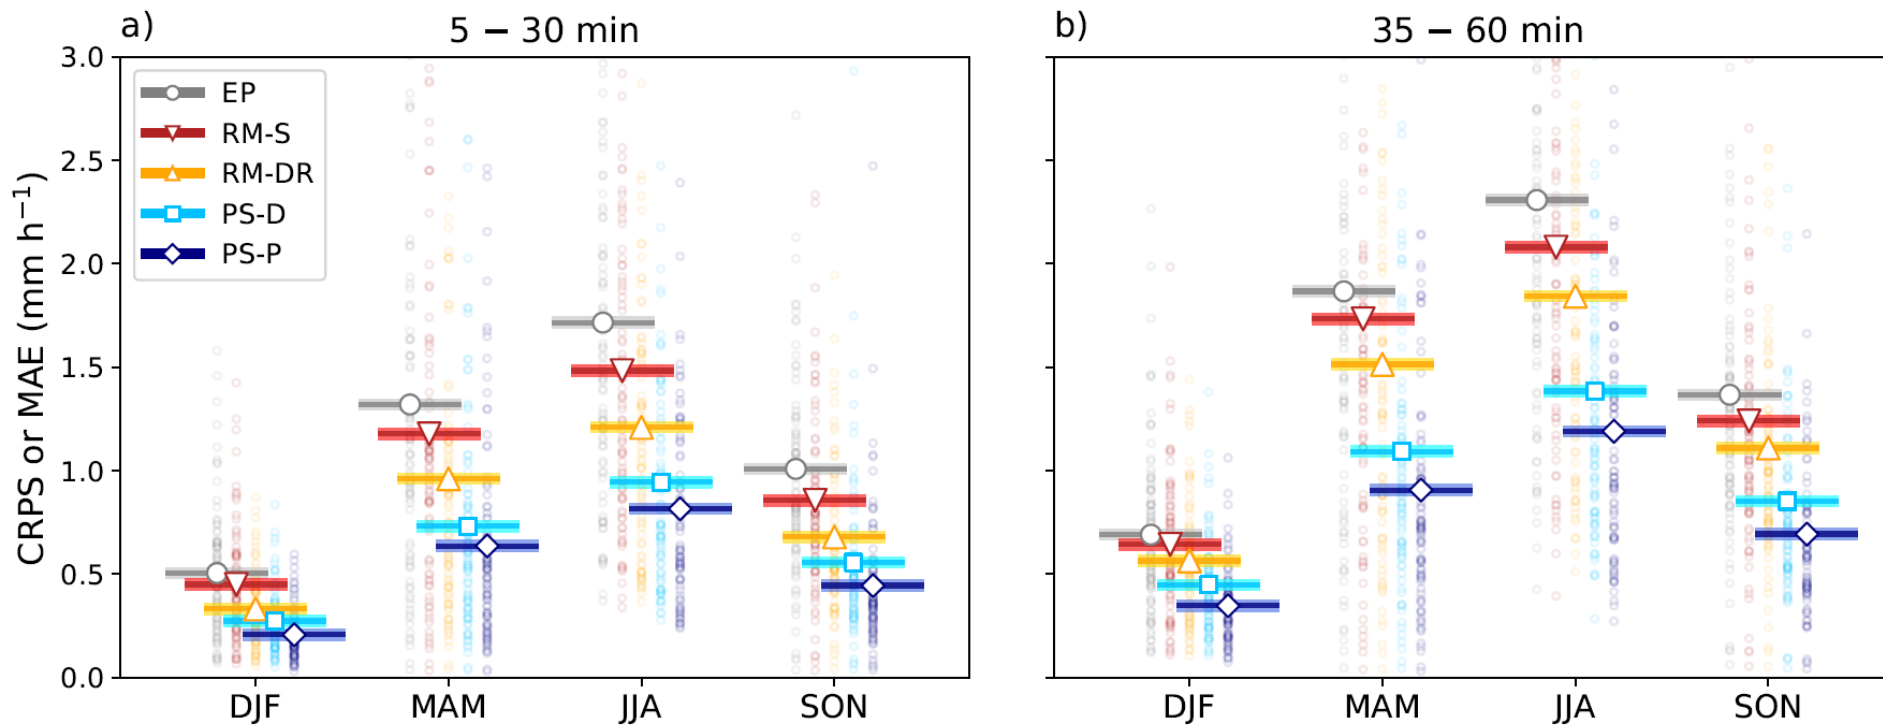 a)
5 − 30 min
b)
35 − 60 min
CRPS or MAE (mm h−1)
3.0
2.5
2.0
1.5
1.0
0.5
0.0
EP
RM-S
RM-DR
PS-D
PS-P
DJF
MAM
JJA
SON
DJF
MAM
JJA
SON